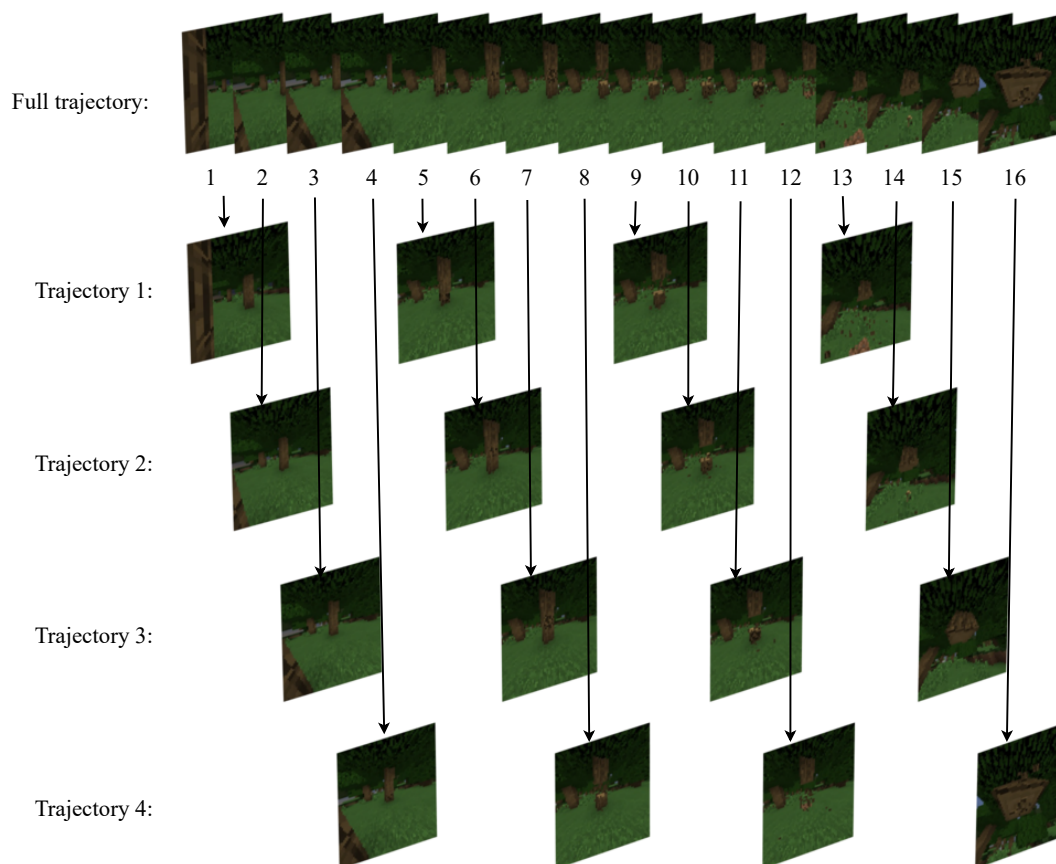 Full trajectory:
1 2 3 4 5 6 7 8 9 10 11 12 13 14 15 16
Trajectory 1:
Trajectory 2:
Trajectory 3:
Trajectory 4: